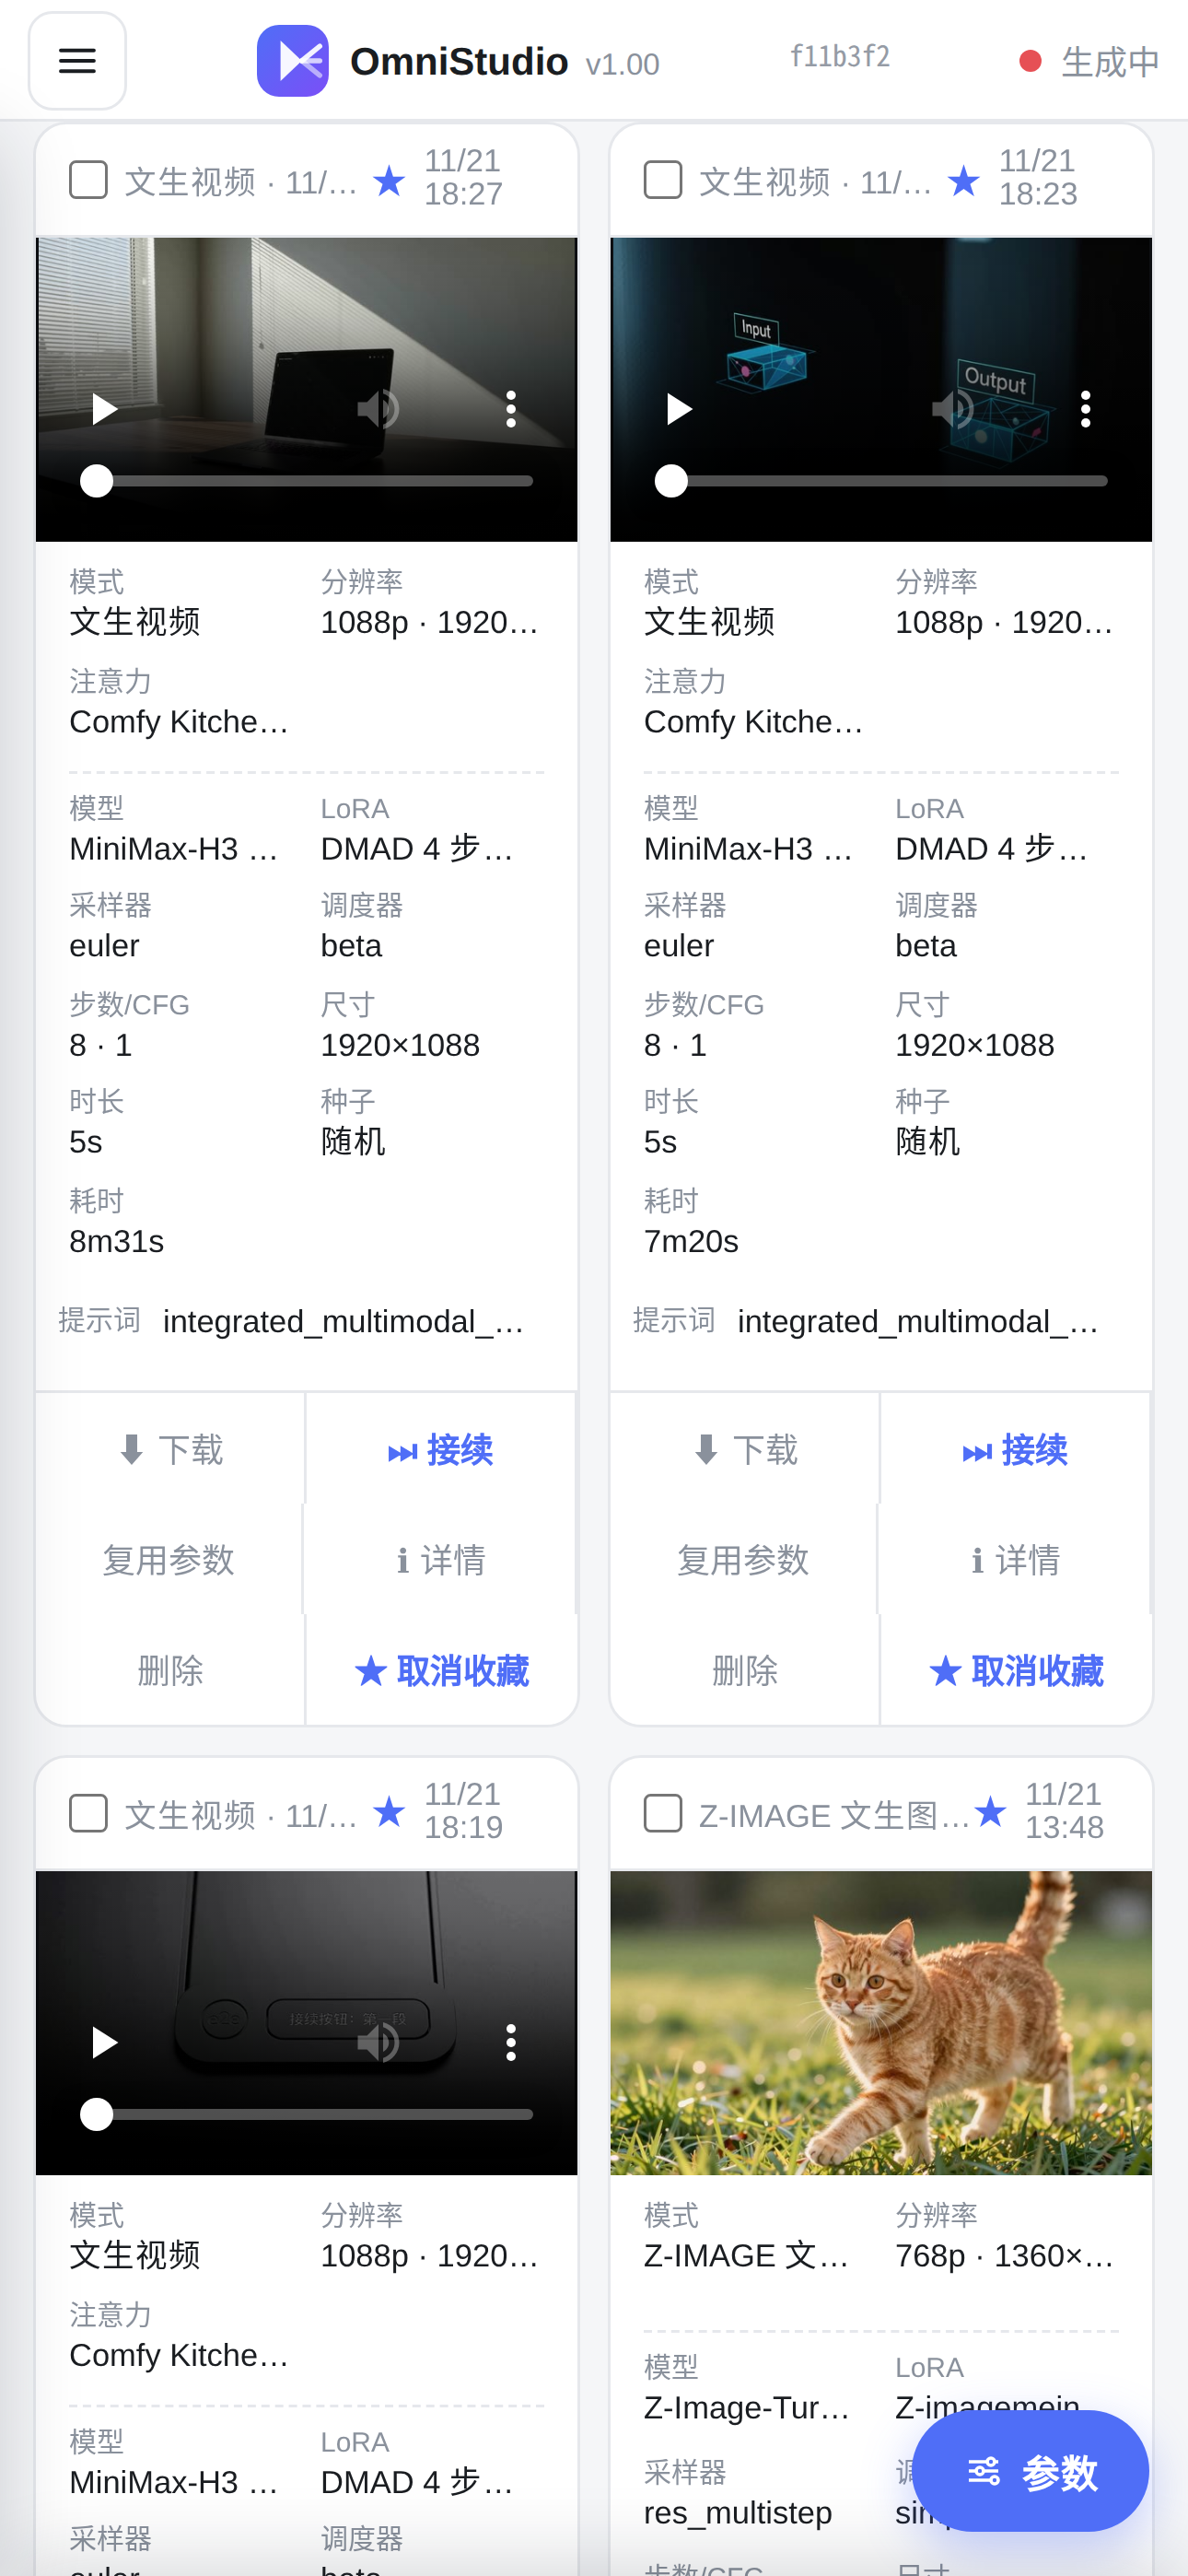 OmniStudio v1.00
f11b3f2
生成中
文生视频 · 11/… ★ 11/21 18:27
文生视频 · 11/… ★ 11/21 18:23
Input
Output
模式 分辨率
文生视频 1088p · 1920…
注意力
Comfy Kitche…
模型 LoRA
MiniMax-H3 … DMAD 4 步…
采样器 调度器
euler beta
步数/CFG 尺寸
8 · 1 1920×1088
时长 种子
5s 随机
耗时
8m31s
提示词 integrated_multimodal_…
下载 接续
复用参数 详情
删除 ★ 取消收藏
模式 分辨率
文生视频 1088p · 1920…
注意力
Comfy Kitche…
模型 LoRA
MiniMax-H3 … DMAD 4 步…
采样器 调度器
euler beta
步数/CFG 尺寸
8 · 1 1920×1088
时长 种子
5s 随机
耗时
7m20s
提示词 integrated_multimodal_…
下载 接续
复用参数 详情
删除 ★ 取消收藏
文生视频 · 11/… ★ 11/21 18:19
接续按钮：第一段
模式 分辨率
文生视频 1088p · 1920…
注意力
Comfy Kitche…
模型 LoRA
MiniMax-H3 … DMAD 4 步…
采样器 调度器
Z-IMAGE 文生图… ★ 11/21 13:48
模式 分辨率
Z-IMAGE 文… 768p · 1360×…
模型 LoRA
Z-Image-Tur… Z-imagemein
采样器
res_multistep
参数